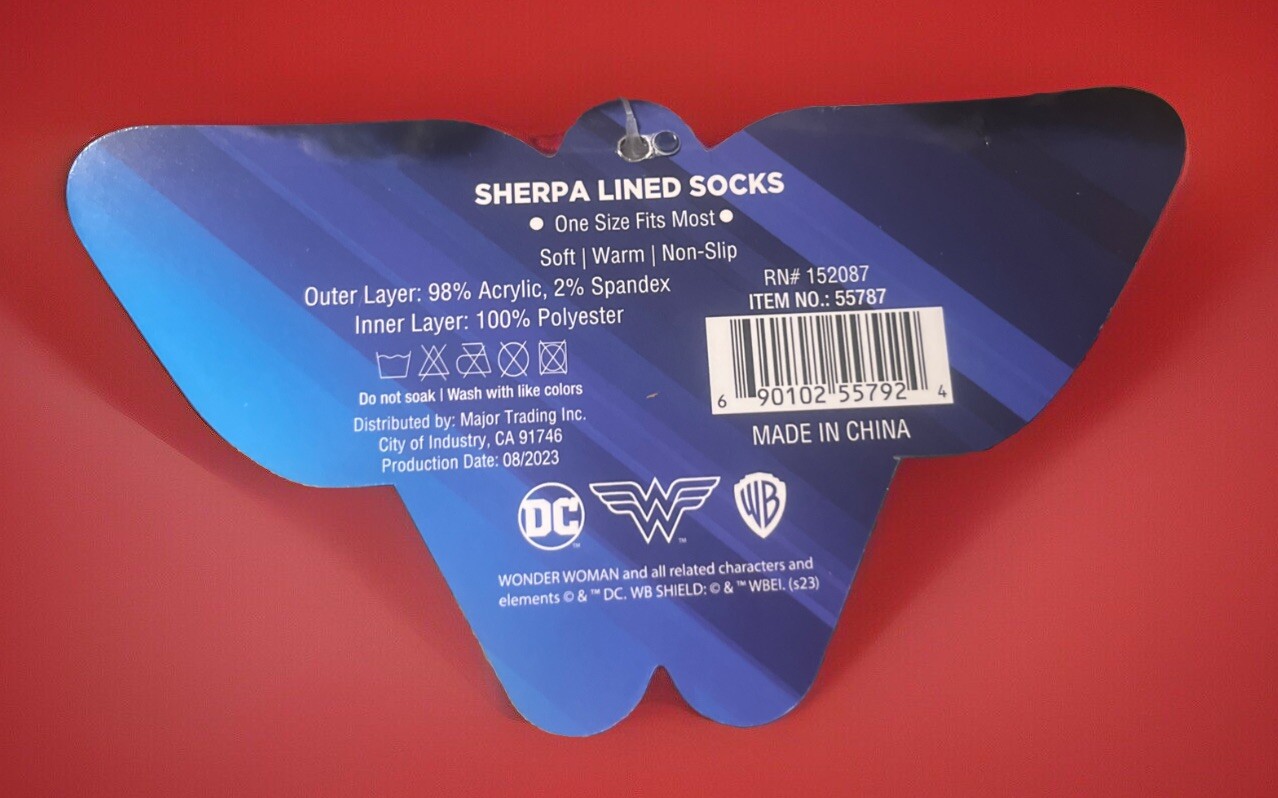 SHERPA LINED SOCKS
• One Size Fits Most •
Soft | Warm | Non-Slip
Outer Layer: 98% Acrylic, 2% Spandex
Inner Layer: 100% Polyester
Do not soak | Wash with like colors
Distributed by: Major Trading Inc.
City of Industry, CA 91746
Production Date: 08/2023
RN# 152087
ITEM NO.: 55787
6 90102 55792 4
MADE IN CHINA
DC™
W™
WB
WONDER WOMAN and all related characters and
elements © & ™ DC. WB SHIELD: © & ™ WBEI. (s23)